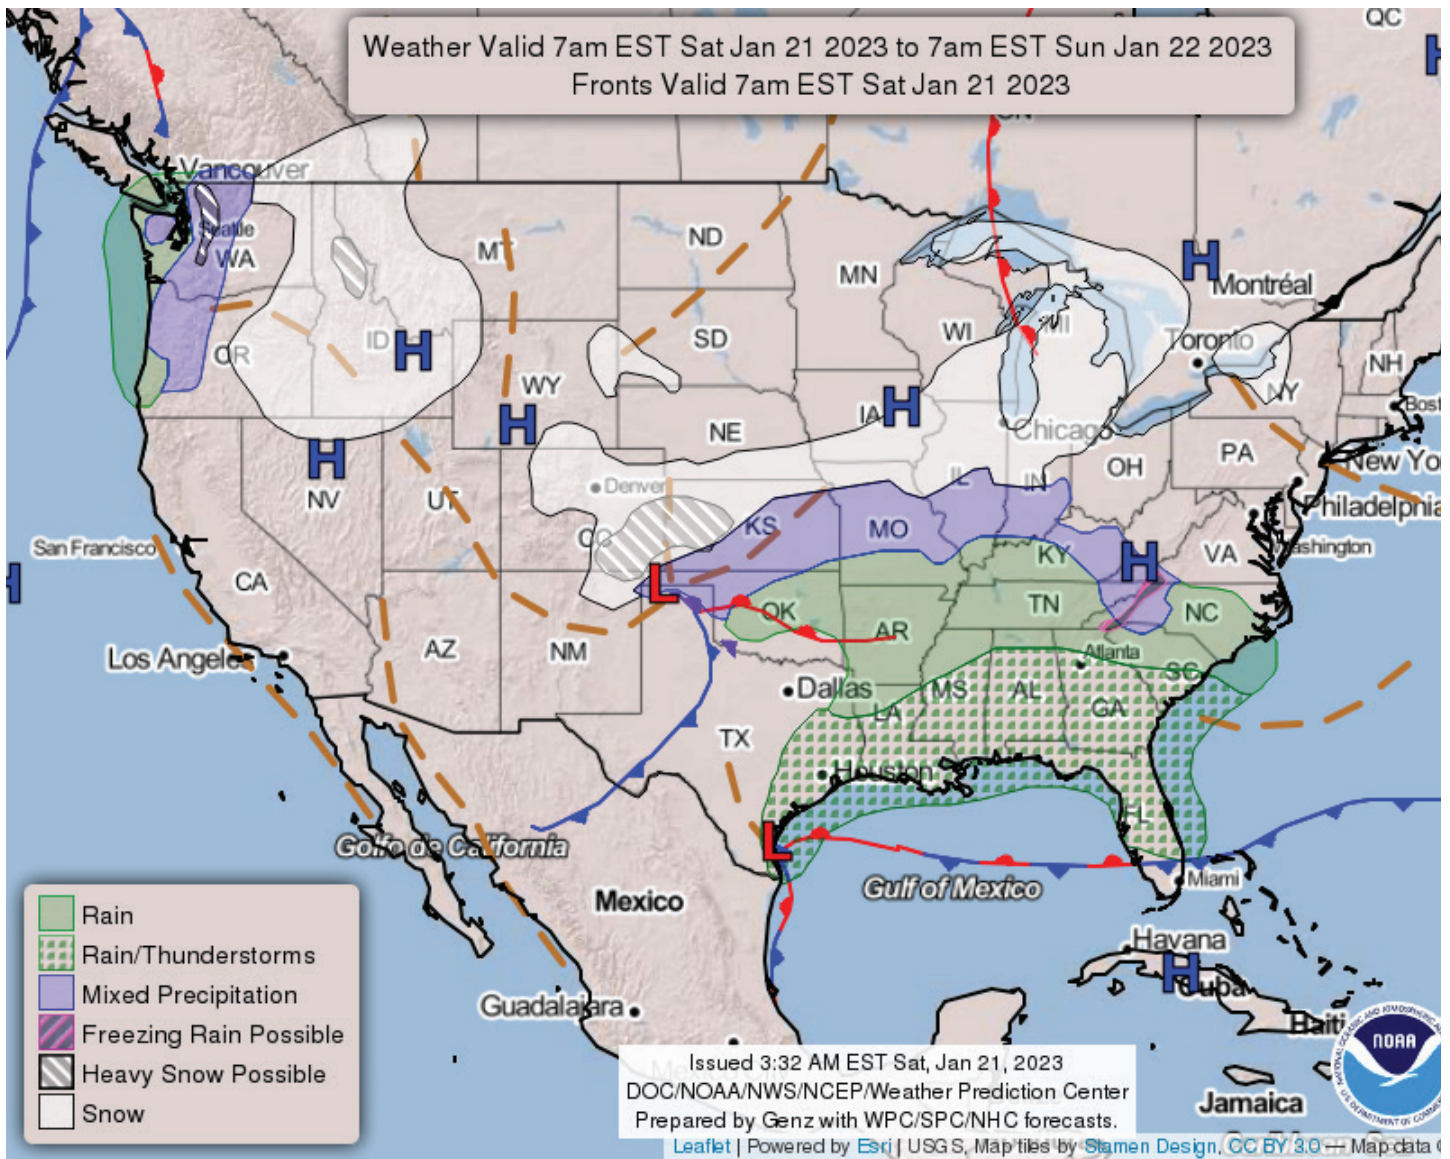 QC
Weather Valid 7am EST Sat Jan 21 2023 to 7am EST Sun Jan 22 2023
Fronts Valid 7am EST Sat Jan 21 2023
H
ON
Vancouver
Seattle
WA
MT
ND
MN
H
Montréal
OR
ID
H
SD
WI
MI
Toronto
NH
WY
H
NE
IA
H
Chicago
NY
Bost
H
NV
UT
Denver
CO
KS
MO
IL
IN
OH
PA
New Yo
Philadelphia
San Francisco
CA
KY
H
VA
Washington
H
L
OK
AR
TN
NC
Los Angeles
AZ
NM
Dallas
LA
MS
AL
Atlanta
GA
SC
TX
Houston
FL
L
Golfo de California
Gulf of Mexico
Miami
Mexico
Havana
H
Cuba
Guadalajara
Haiti
Jamaica
Rain
Rain/Thunderstorms
Mixed Precipitation
Freezing Rain Possible
Heavy Snow Possible
Snow
NOAA
Issued 3:32 AM EST Sat, Jan 21, 2023
DOC/NOAA/NWS/NCEP/Weather Prediction Center
Prepared by Genz with WPC/SPC/NHC forecasts.
Leaflet | Powered by Esri | USGS, Map tiles by Stamen Design, CC BY 3.0 — Map data ©